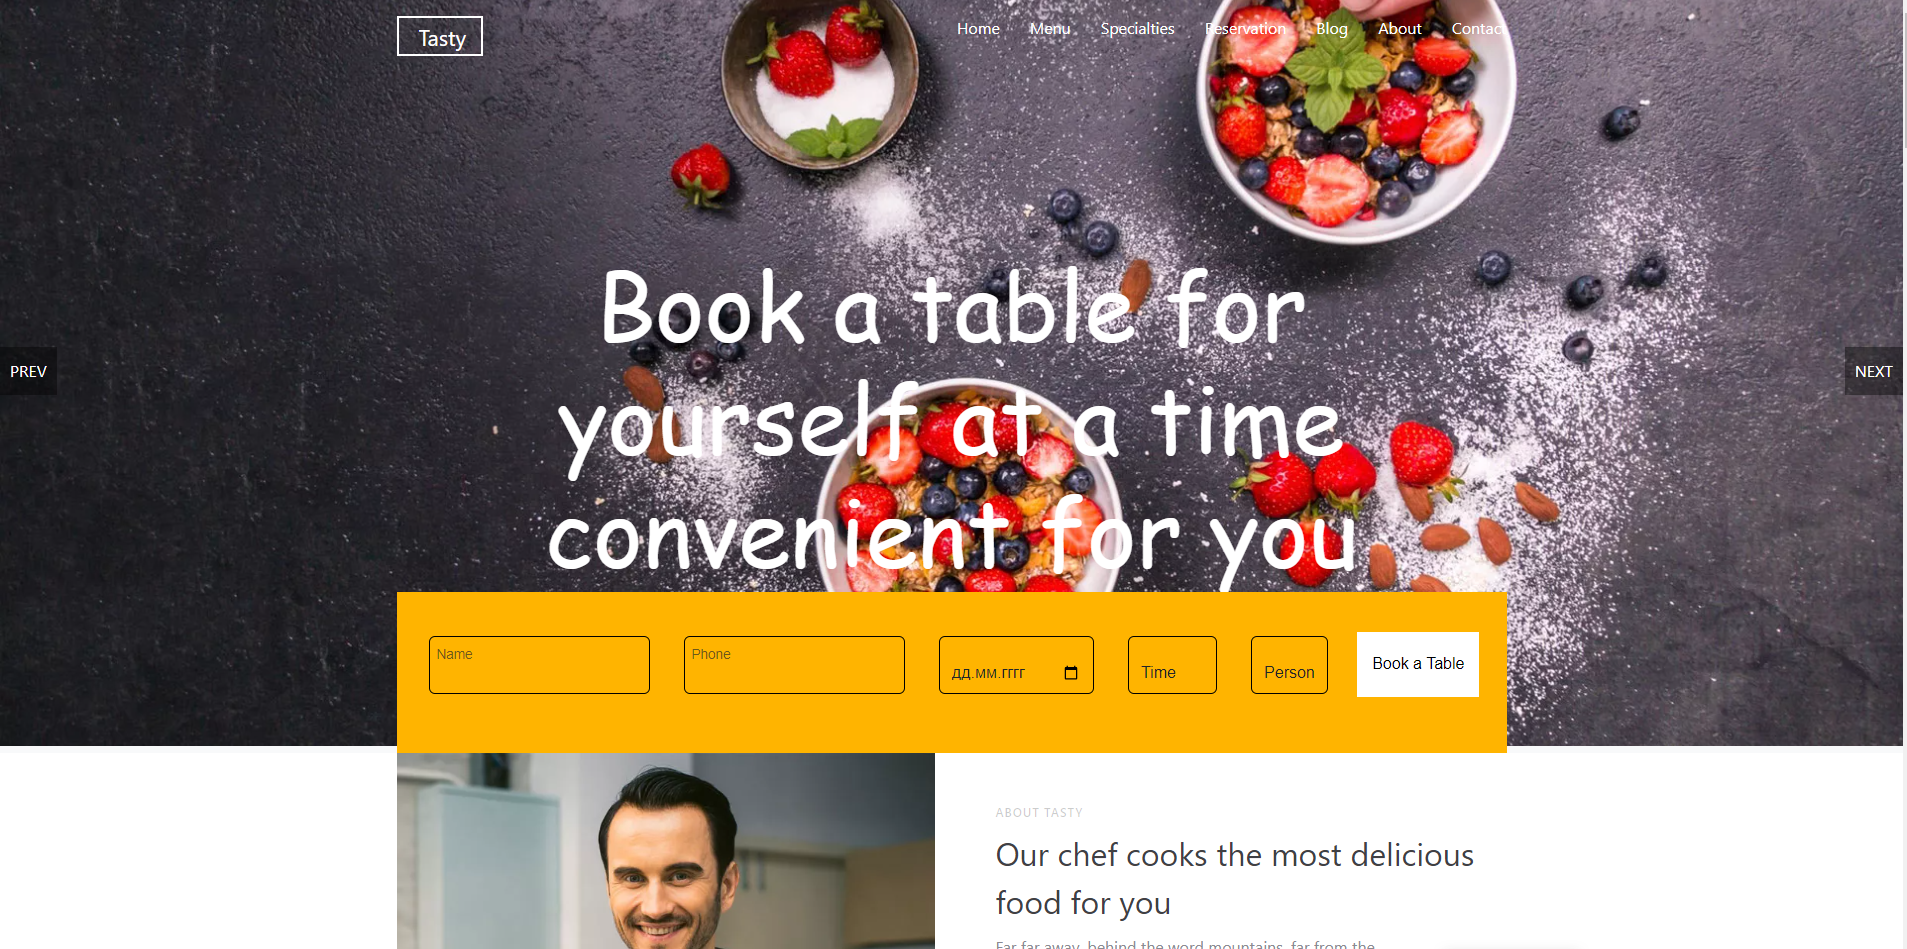 Tasty
Home Menu Specialties Reservation Blog About Contact
Book a table for
yourself at a time
convenient for you
PREV
NEXT
Name
Phone
дд.мм.гггг
Time
Person
Book a Table
ABOUT TASTY
Our chef cooks the most delicious
food for you
Far far away, behind the word mountains, far from the